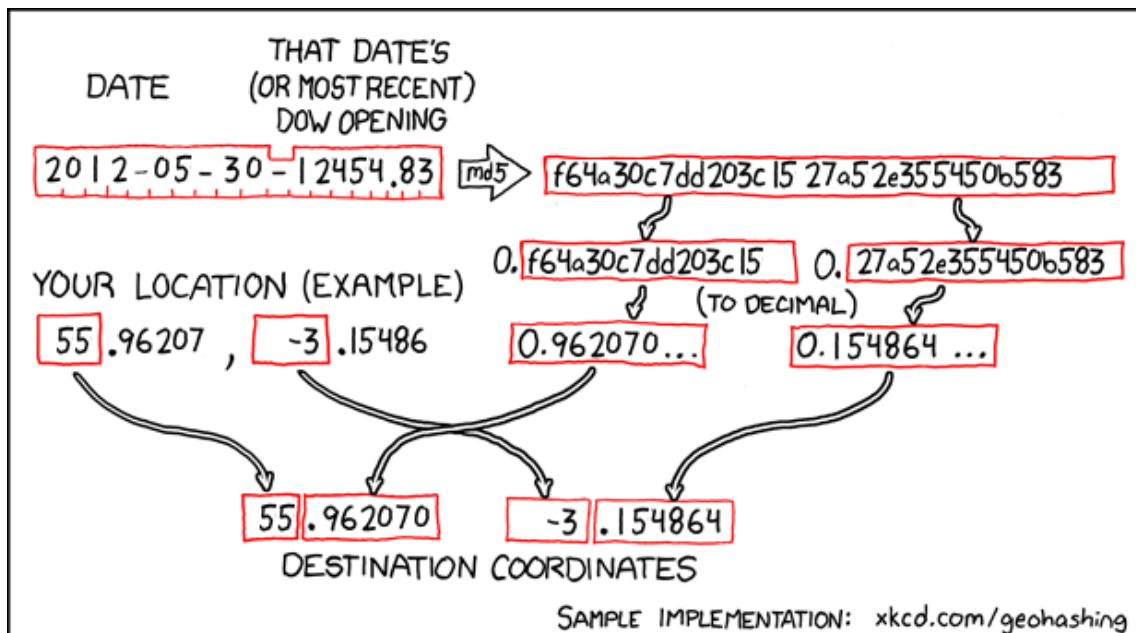 THAT DATE'S
DATE (OR MOST RECENT)
DOW OPENING
2012-05-30-12454.83 md5 f64a30c7dd203c15 27a52e355450b583
0.f64a30c7dd203c15 0.27a52e355450b583
YOUR LOCATION (EXAMPLE) (TO DECIMAL)
55.96207, -3.15486 0.962070... 0.154864...
55.962070 -3.154864
DESTINATION COORDINATES
SAMPLE IMPLEMENTATION: xkcd.com/geohashing